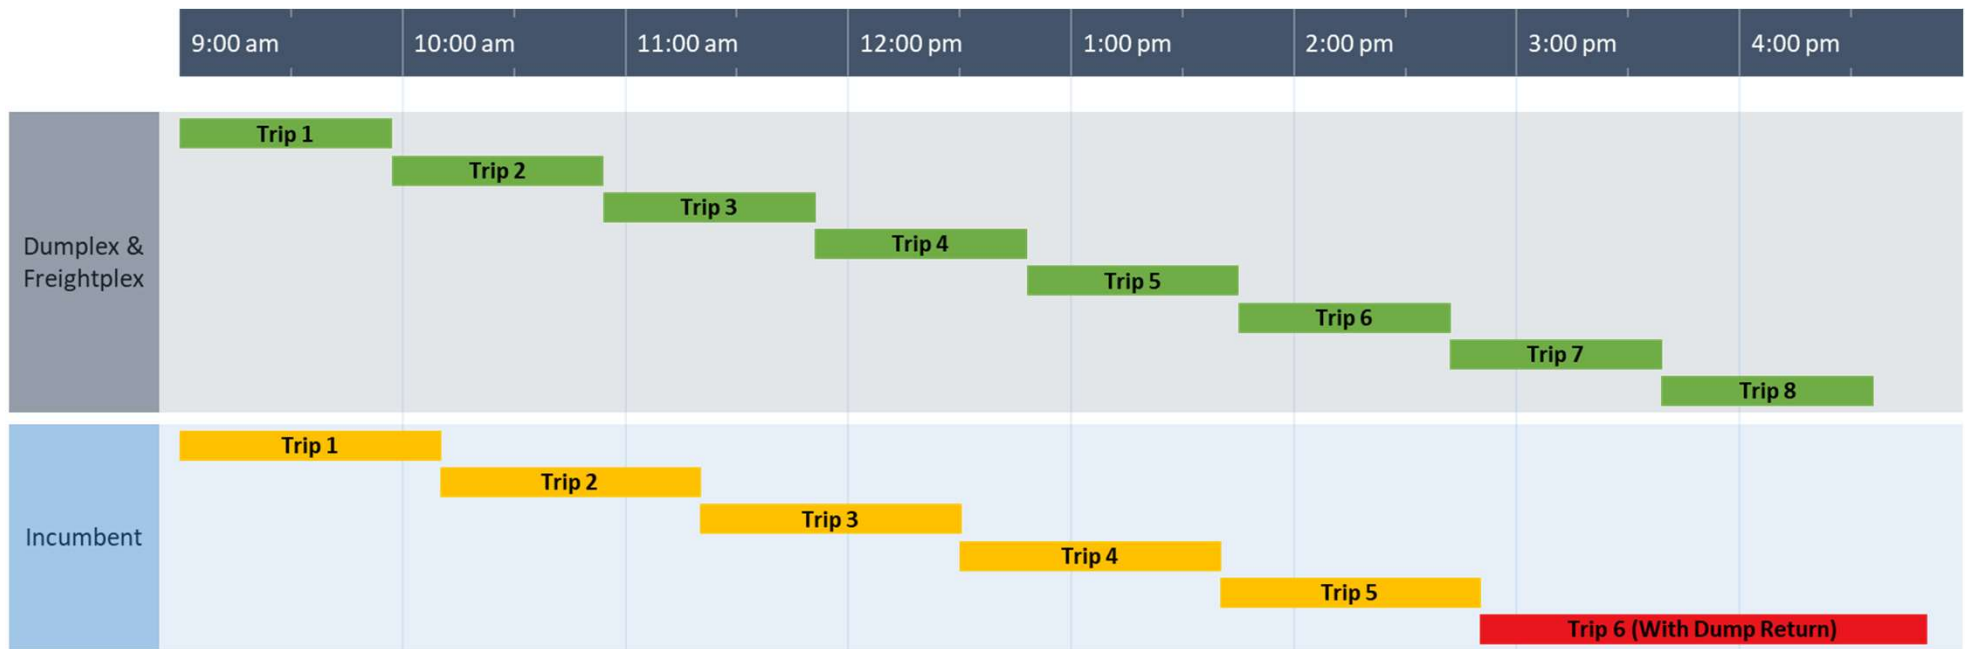 9:00 am 10:00 am 11:00 am 12:00 pm 1:00 pm 2:00 pm 3:00 pm 4:00 pm
Dumplex &
Freightplex
Trip 1
Trip 2
Trip 3
Trip 4
Trip 5
Trip 6
Trip 7
Trip 8
Incumbent
Trip 1
Trip 2
Trip 3
Trip 4
Trip 5
Trip 6 (With Dump Return)